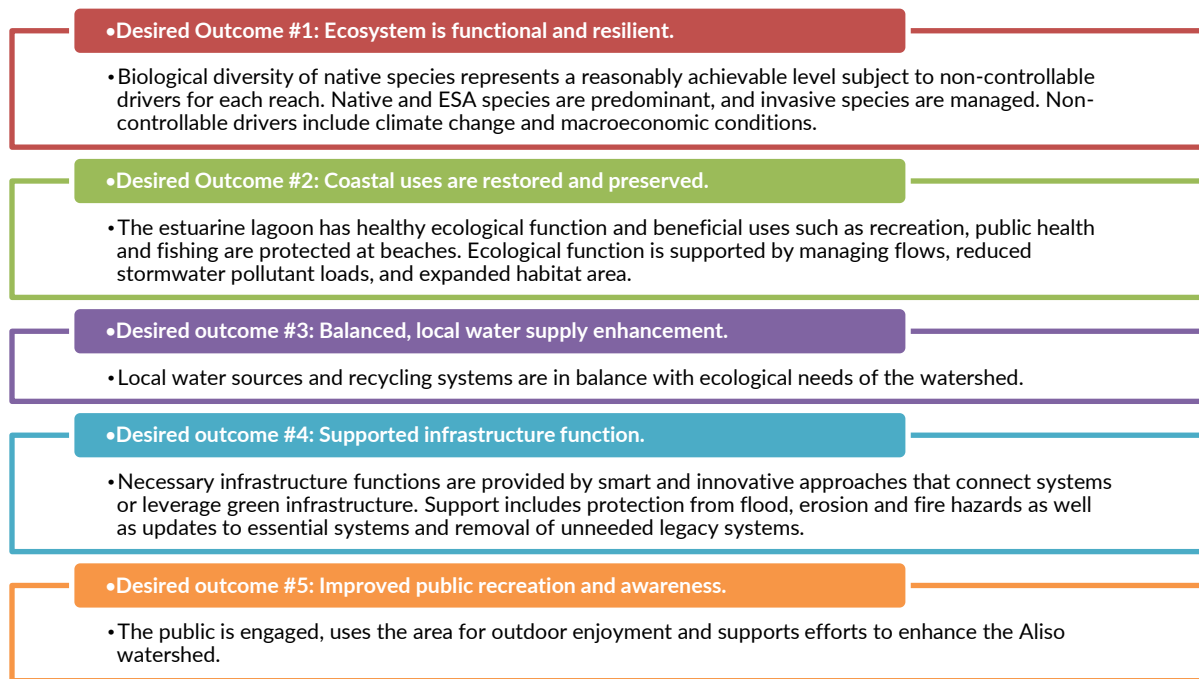 •Desired Outcome #1: Ecosystem is functional and resilient.
•Biological diversity of native species represents a reasonably achievable level subject to non-controllable
drivers for each reach. Native and ESA species are predominant, and invasive species are managed. Non-
controllable drivers include climate change and macroeconomic conditions.
•Desired Outcome #2: Coastal uses are restored and preserved.
•The estuarine lagoon has healthy ecological function and beneficial uses such as recreation, public health
and fishing are protected at beaches. Ecological function is supported by managing flows, reduced
stormwater pollutant loads, and expanded habitat area.
•Desired outcome #3: Balanced, local water supply enhancement.
•Local water sources and recycling systems are in balance with ecological needs of the watershed.
•Desired outcome #4: Supported infrastructure function.
•Necessary infrastructure functions are provided by smart and innovative approaches that connect systems
or leverage green infrastructure. Support includes protection from flood, erosion and fire hazards as well
as updates to essential systems and removal of unneeded legacy systems.
•Desired outcome #5: Improved public recreation and awareness.
•The public is engaged, uses the area for outdoor enjoyment and supports efforts to enhance the Aliso
watershed.